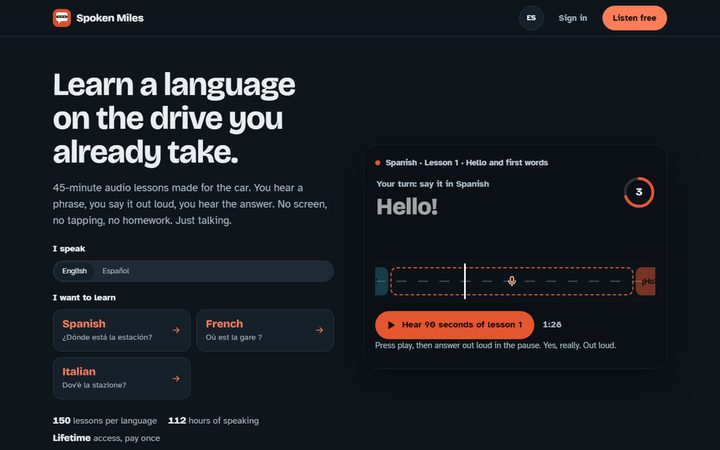 Spoken Miles
ES
Sign in
Listen free
Learn a language
on the drive you
already take.
45-minute audio lessons made for the car. You hear a
phrase, you say it out loud, you hear the answer. No screen,
no tapping, no homework. Just talking.
I speak
English
Español
I want to learn
Spanish
¿Dónde está la estación?
→
French
Où est la gare ?
→
Italian
Dov'è la stazione?
→
150 lessons per language
112 hours of speaking
Lifetime access, pay once
Spanish · Lesson 1 · Hello and first words
Your turn: say it in Spanish
Hello!
3
Hear 90 seconds of lesson 1
1:28
Press play, then answer out loud in the pause. Yes, really. Out loud.